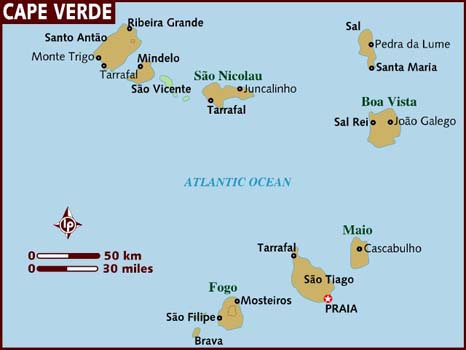 CAPE VERDE
Ribeira Grande
Santo Antão
Monte Trigo
Tarrafal
Mindelo
São Vicente
São Nicolau
Juncalinho
Tarrafal
Sal
Pedra da Lume
Santa Maria
Boa Vista
Sal Rei
João Galego
ATLANTIC OCEAN
lp
0 50 km
0 30 miles
Maio
Cascabulho
Tarrafal
São Tiago
PRAIA
Fogo
Mosteiros
São Filipe
Brava